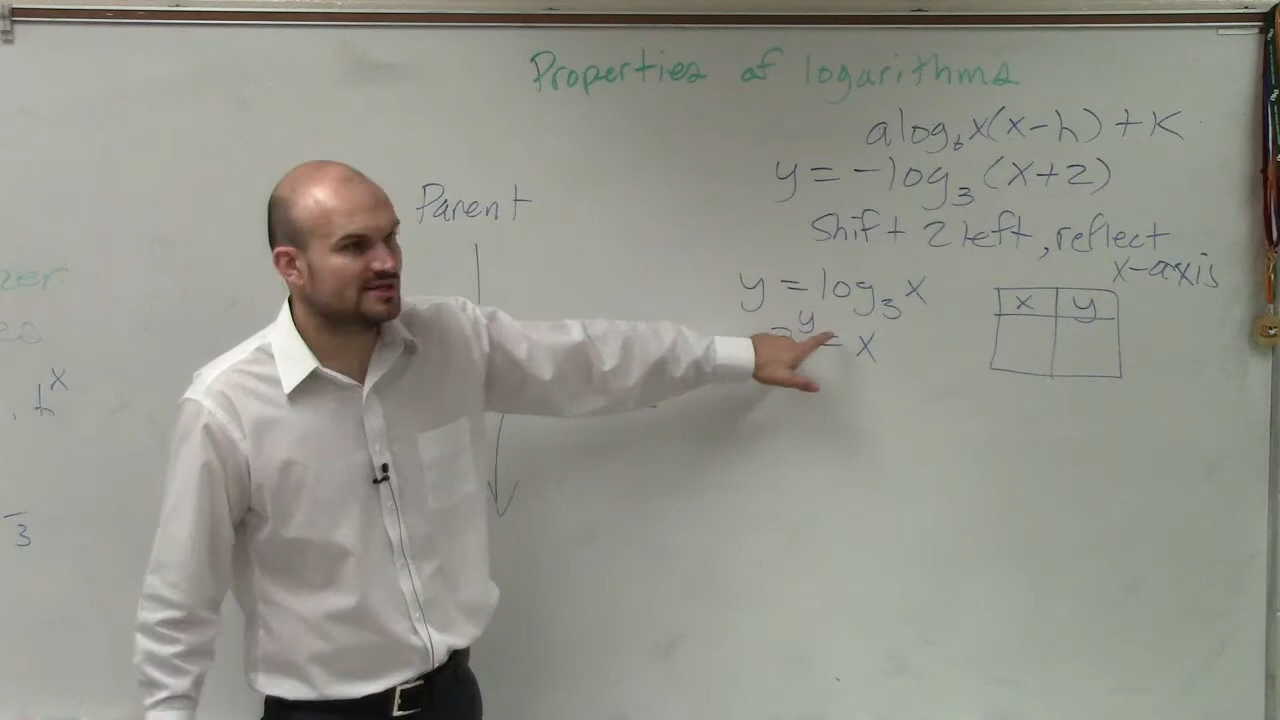 Properties of logarithms
alog_b x(x-h)+K
y = -log_3 (x+2)
Shift 2 left, reflect
x-axis
Parent
y = log_3 x
x y
y = x
t^x
3